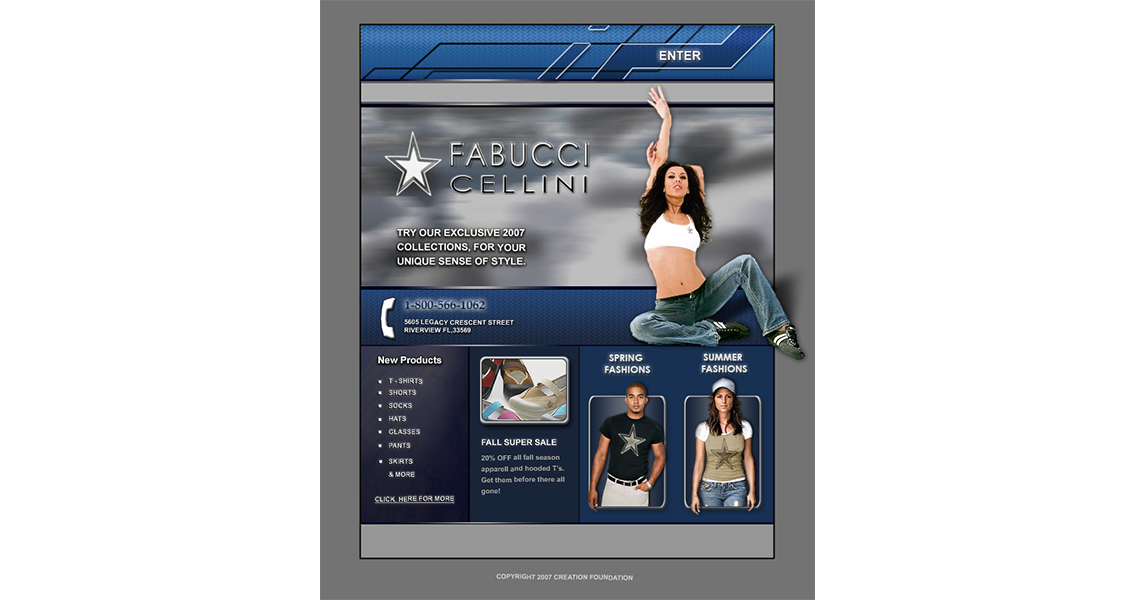 ENTER
FABUCCI
CELLINI
TRY OUR EXCLUSIVE 2007
COLLECTIONS, FOR YOUR
UNIQUE SENSE OF STYLE.
1-800-566-1062
5605 LEGACY CRESCENT STREET
RIVERVIEW FL,33569
New Products
T - SHIRTS
SHORTS
SOCKS
HATS
GLASSES
PANTS
SKIRTS
& MORE
CLICK HERE FOR MORE
FALL SUPER SALE
20% OFF all fall season
apparell and hooded T's.
Get them before there all
gone!
SPRING
FASHIONS
SUMMER
FASHIONS
COPYRIGHT 2007 CREATION FOUNDATION